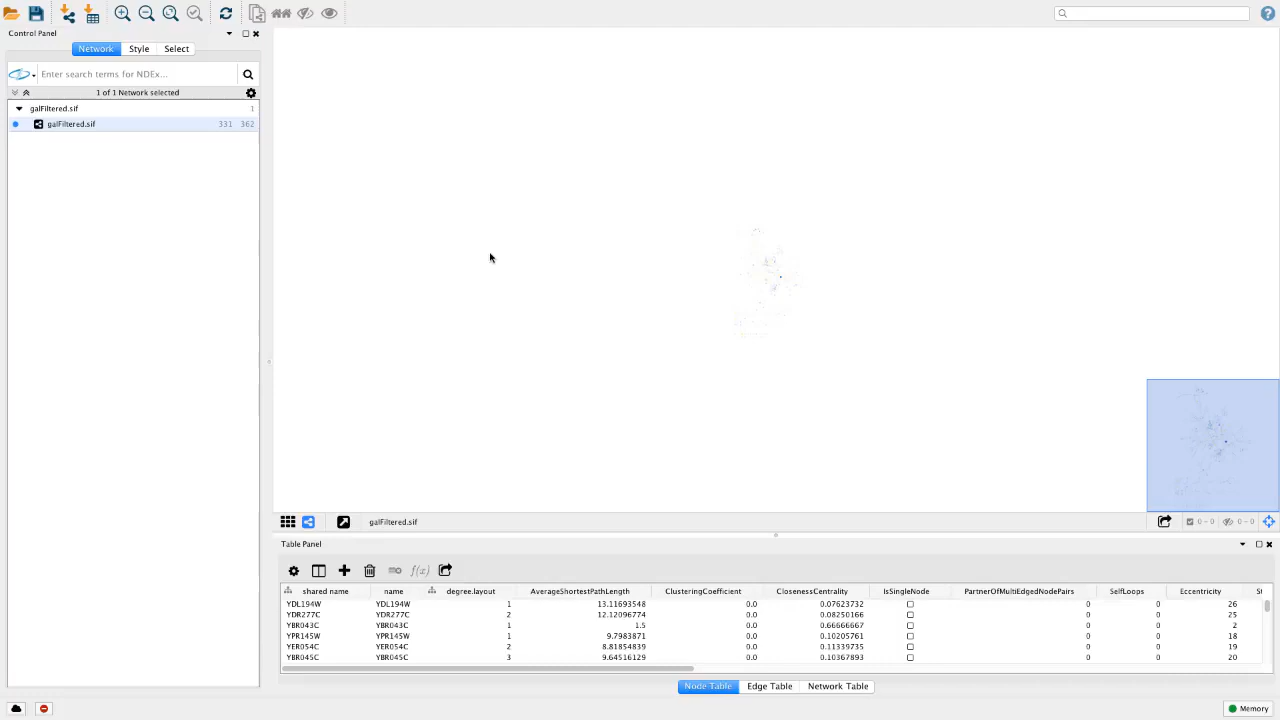 Control Panel
Network Style Select
Enter search terms for NDEx...
1 of 1 Network selected
galFiltered.sif 1
galFiltered.sif 331 362
galFiltered.sif 0 - 0 0 - 0
Table Panel
f(x)
shared name name degree.layout AverageShortestPathLength ClusteringCoefficient ClosenessCentrality IsSingleNode PartnerOfMultiEdgedNodePairs SelfLoops Eccentricity St
YDL194W YDL194W 1 13.11693548 0.0 0.07623732 0 0 26
YDR277C YDR277C 2 12.12096774 0.0 0.08250166 0 0 25
YBR043C YBR043C 1 1.5 0.0 0.66666667 0 0 2
YPR145W YPR145W 1 9.7983871 0.0 0.10205761 0 0 18
YER054C YER054C 2 8.81854839 0.0 0.11339735 0 0 19
YBR045C YBR045C 3 9.64516129 0.0 0.10367893 0 0 20
Node Table Edge Table Network Table
Memory